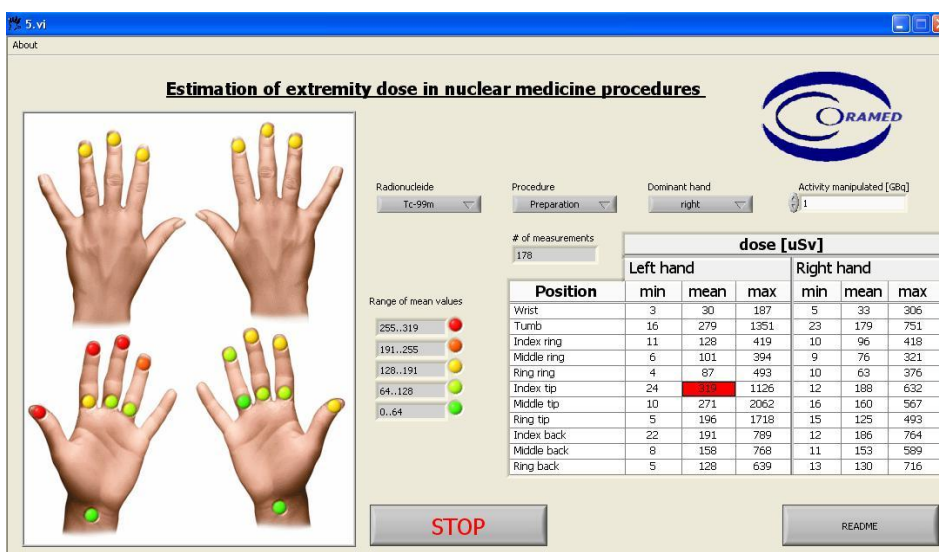 5.vi
About
Estimation of extremity dose in nuclear medicine procedures
ORAMED
Radionucleide
Procedure
Dominant hand
Activity manipulated [GBq]
Tc-99m
Preparation
right
1
# of measurements
178
dose [uSv]
Left hand Right hand
Position min mean max min mean max
Wrist 3 30 187 5 33 306
Tumb 16 279 1351 23 179 751
Index ring 11 128 419 10 96 418
Middle ring 6 101 394 9 76 321
Ring ring 4 87 493 10 63 376
Index tip 24 319 1126 12 188 632
Middle tip 10 271 2062 16 160 567
Ring tip 5 196 1718 15 125 493
Index back 22 191 789 12 186 764
Middle back 8 158 768 11 153 589
Ring back 5 128 639 13 130 716
Range of mean values
255..319
191..255
128..191
64..128
0..64
STOP
README